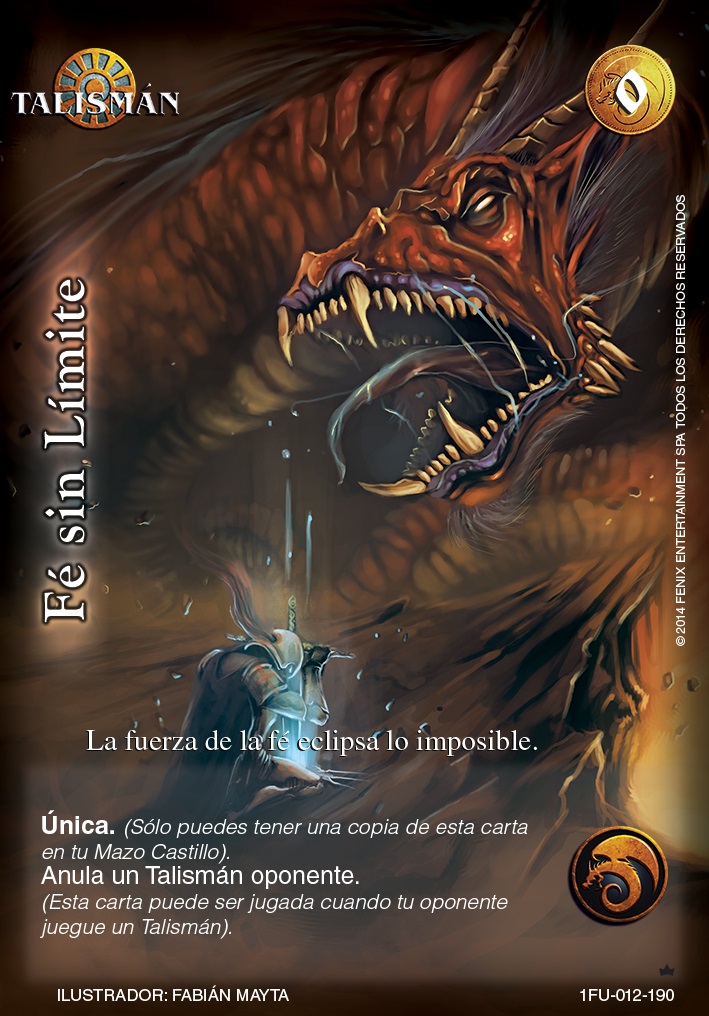 TALISMÁN
0
Fé sin Límite
© 2014 FENIX ENTERTAINMENT SPA TODOS LOS DERECHOS RESERVADOS
La fuerza de la fé eclipsa lo imposible.
Única. (Sólo puedes tener una copia de esta carta
en tu Mazo Castillo).
Anula un Talismán oponente.
(Esta carta puede ser jugada cuando tu oponente
juegue un Talismán).
ILUSTRADOR: FABIÁN MAYTA
1FU-012-190